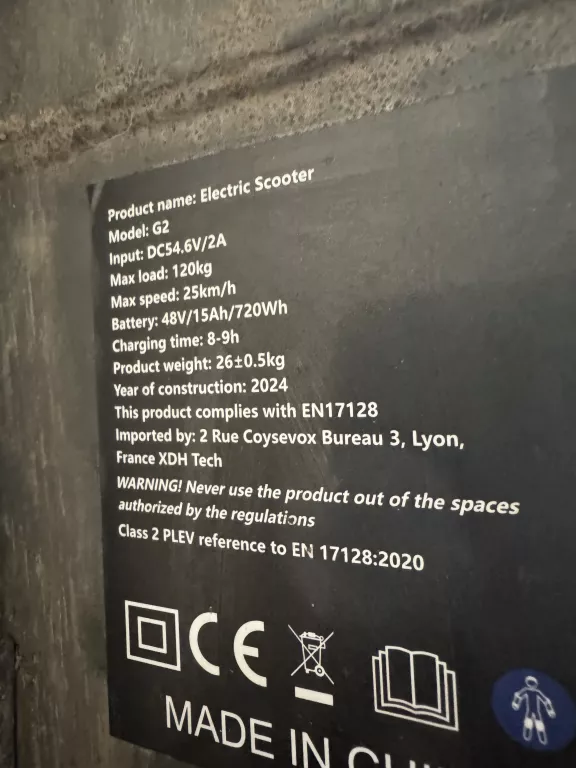 Product name: Electric Scooter
Model: G2
Input: DC54.6V/2A
Max load: 120kg
Max speed: 25km/h
Battery: 48V/15Ah/720Wh
Charging time: 8-9h
Product weight: 26±0.5kg
Year of construction: 2024
This product complies with EN17128
Imported by: 2 Rue Coysevox Bureau 3, Lyon,
France XDH Tech
WARNING! Never use the product out of the spaces
authorized by the regulations
Class 2 PLEV reference to EN 17128:2020
CE
MADE IN